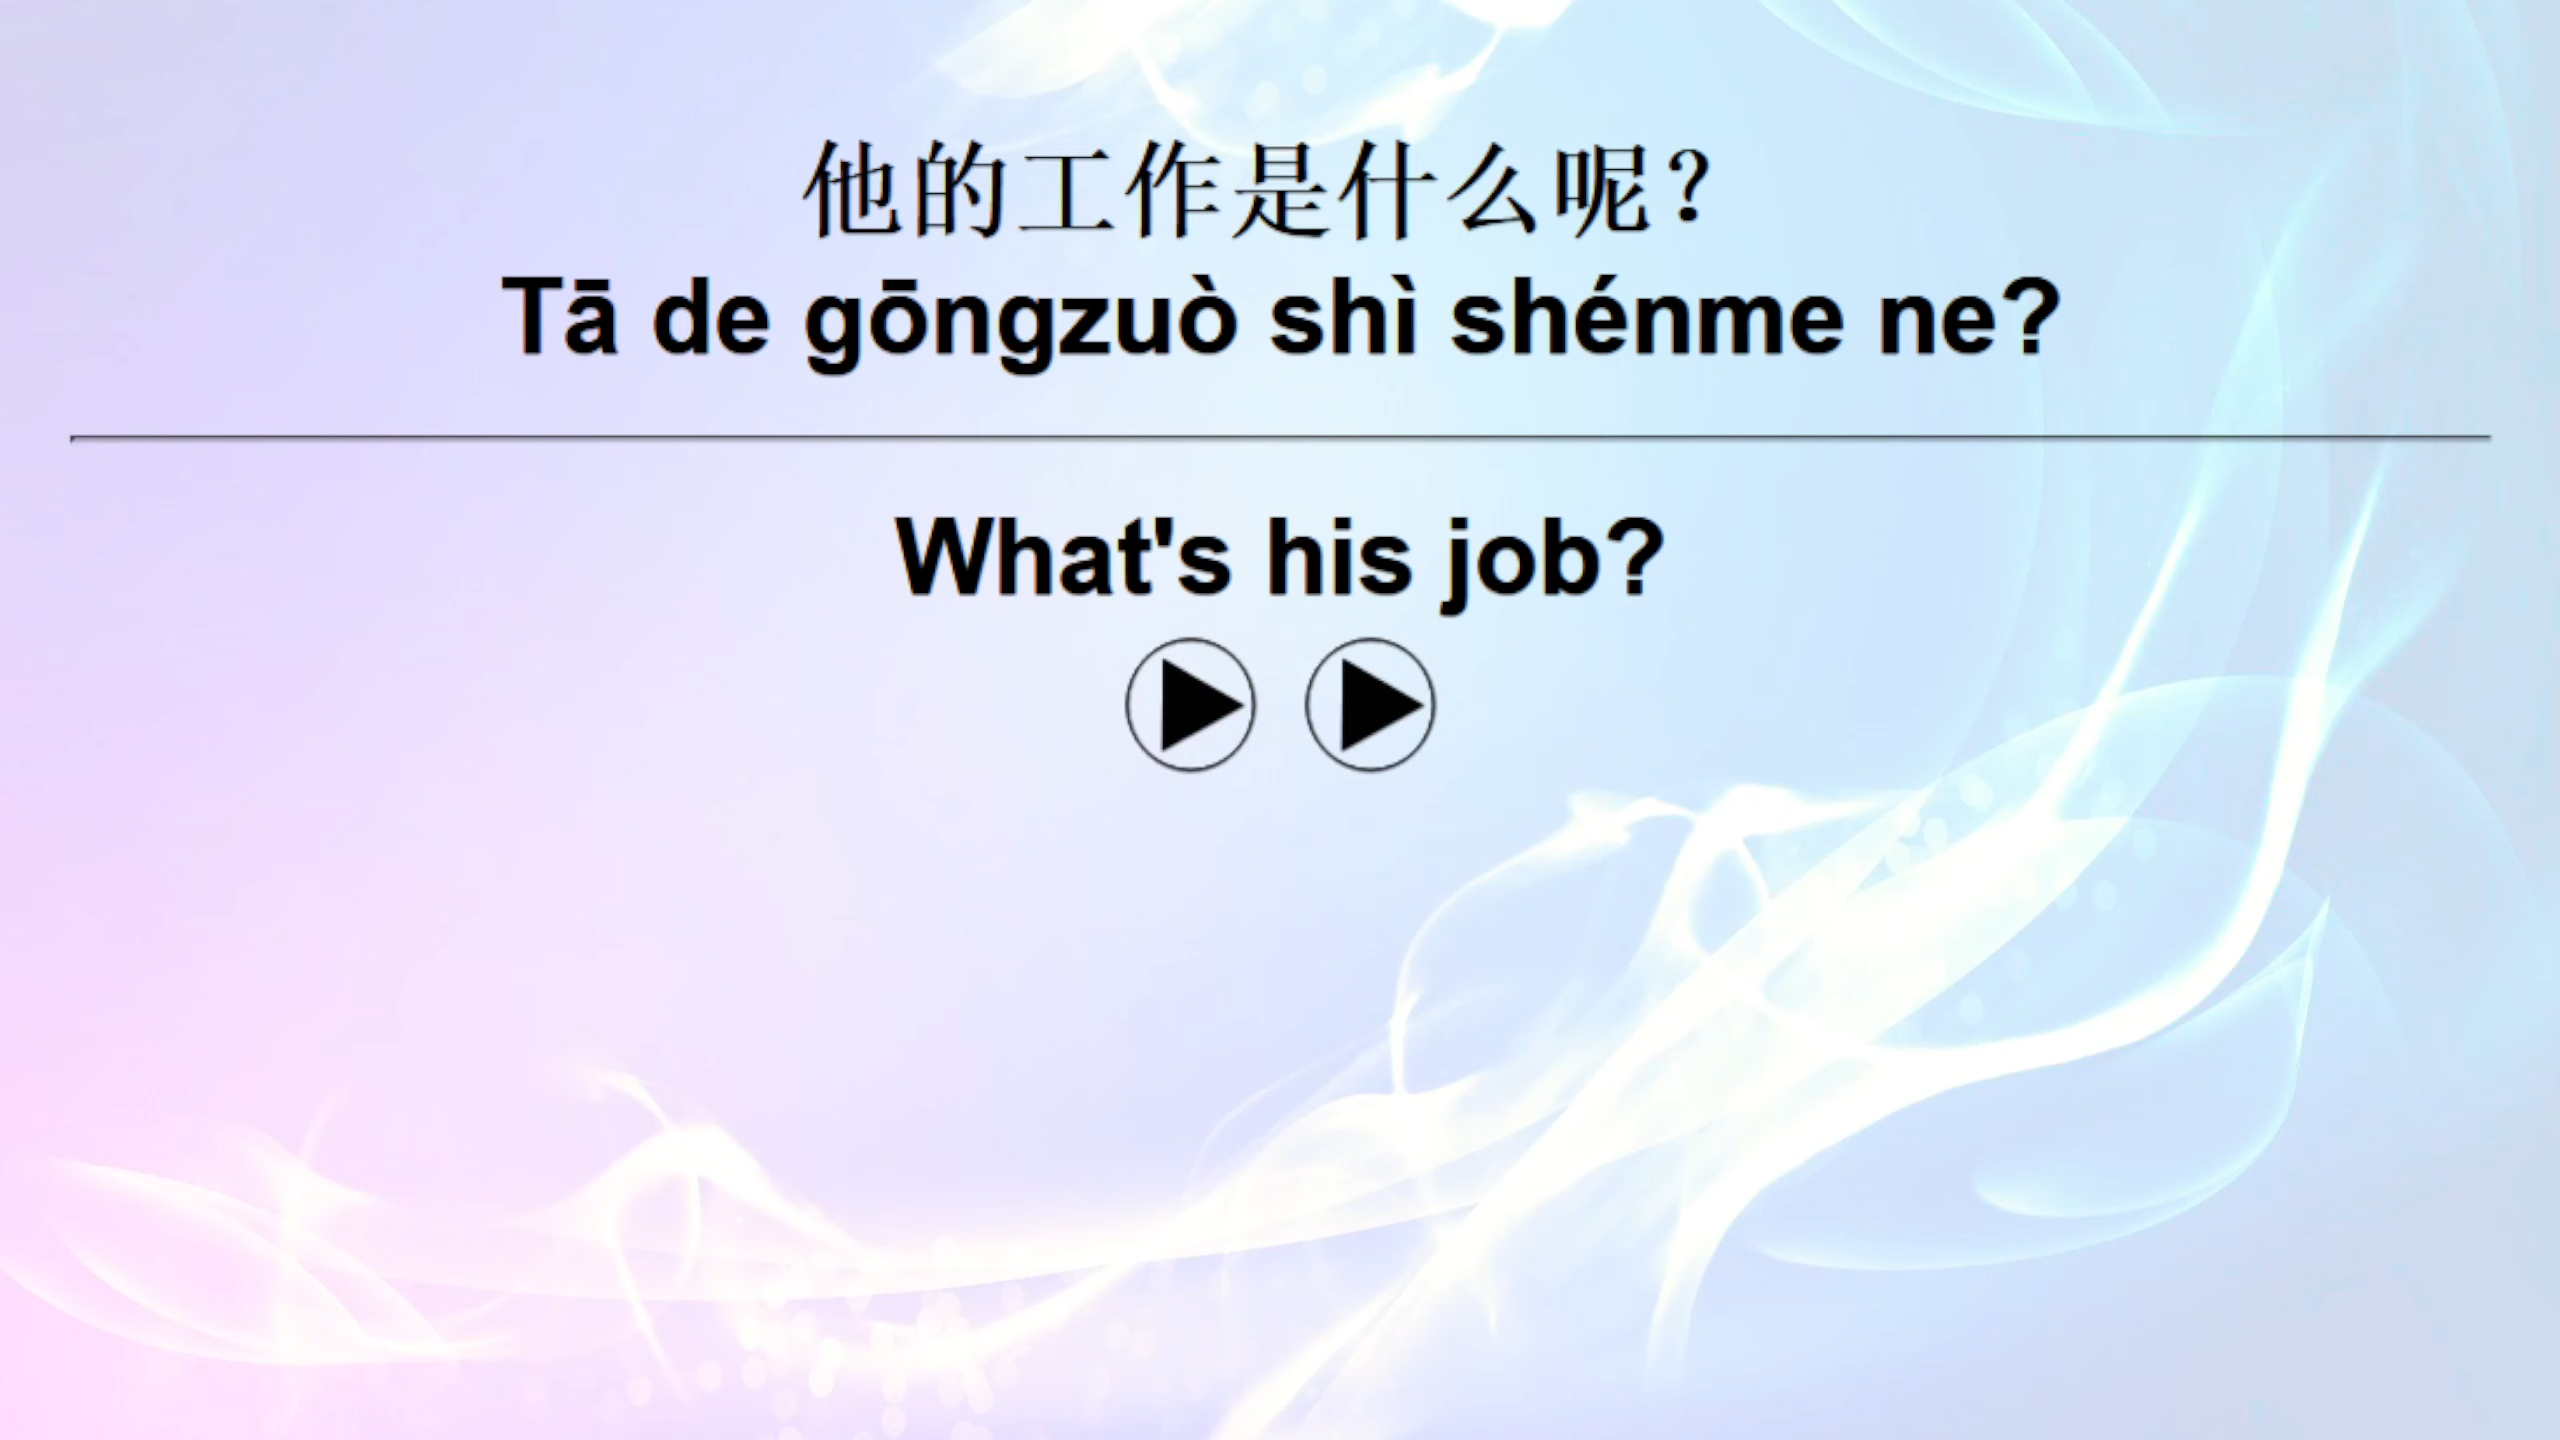 他的工作是什么呢？
Tā de gōngzuò shì shénme ne?
What's his job?